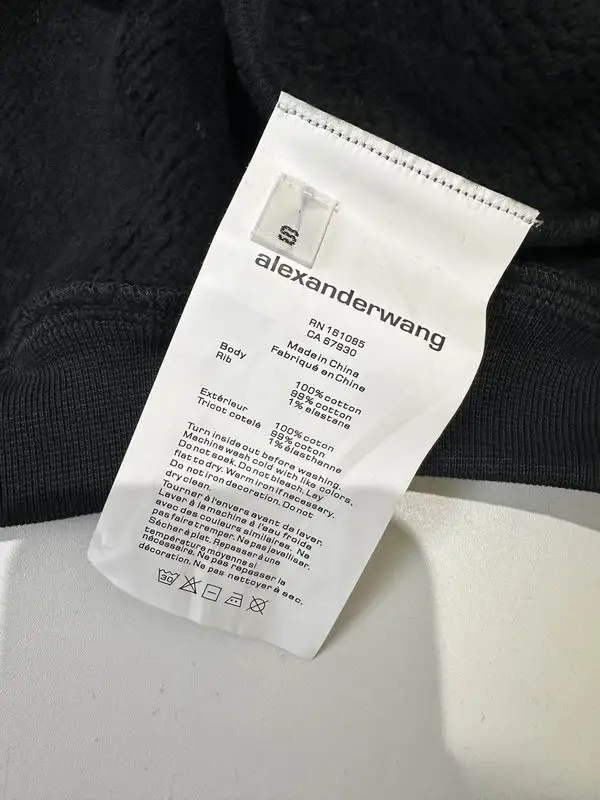 S
alexanderwang
RN 161085
CA 67930
Made in China
Fabriqué en China
Body 100% cotton
Rib 99% cotton
1% elastane
Extérieur 100% coton
Tricot cotelé 99% coton
1% élasthanne
Turn inside out before washing.
Machine wash cold with like colors.
Do not soak. Do not bleach. Lay
flat to dry. Warm iron if necessary.
Do not iron decoration. Do not
dry clean.
Tourner à l'envers avant de laver.
Laver à la machine à l'eau froide
avec des couleurs similaires. Ne
pas faire tremper. Ne pas javelliser.
Sécher à plat. Repasser à une
température moyenne si
nécessaire. Ne pas repasser la
décoration. Ne pas nettoyer à sec.
30